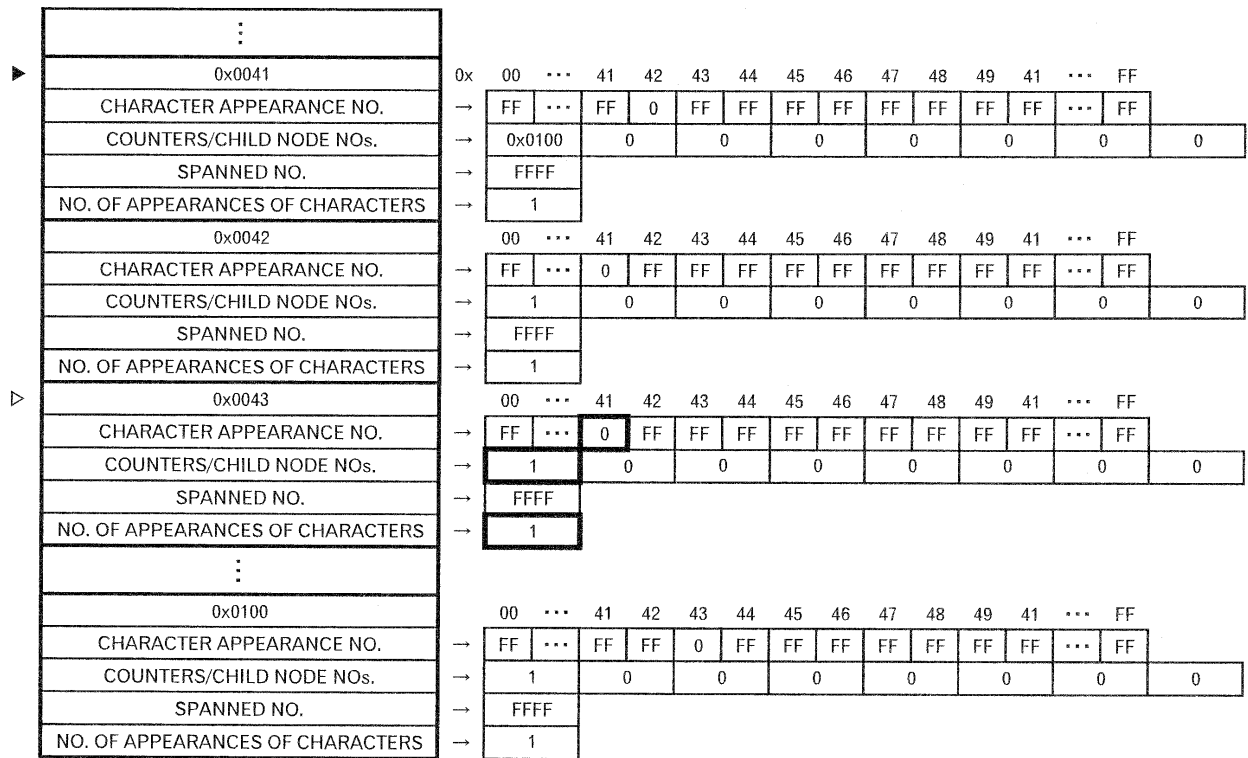 ⋮
0x0041 0x 00 ··· 41 42 43 44 45 46 47 48 49 41 ··· FF
CHARACTER APPEARANCE NO. → FF ··· FF 0 FF FF FF FF FF FF FF FF ··· FF
COUNTERS/CHILD NODE NOs. → 0x0100 0 0 0 0 0 0 0
SPANNED NO. → FFFF
NO. OF APPEARANCES OF CHARACTERS → 1
0x0042 00 ··· 41 42 43 44 45 46 47 48 49 41 ··· FF
CHARACTER APPEARANCE NO. → FF ··· 0 FF FF FF FF FF FF FF FF FF ··· FF
COUNTERS/CHILD NODE NOs. → 1 0 0 0 0 0 0 0
SPANNED NO. → FFFF
NO. OF APPEARANCES OF CHARACTERS → 1
0x0043 00 ··· 41 42 43 44 45 46 47 48 49 41 ··· FF
CHARACTER APPEARANCE NO. → FF ··· 0 FF FF FF FF FF FF FF FF FF ··· FF
COUNTERS/CHILD NODE NOs. → 1 0 0 0 0 0 0 0
SPANNED NO. → FFFF
NO. OF APPEARANCES OF CHARACTERS → 1
⋮
0x0100 00 ··· 41 42 43 44 45 46 47 48 49 41 ··· FF
CHARACTER APPEARANCE NO. → FF ··· FF FF 0 FF FF FF FF FF FF FF ··· FF
COUNTERS/CHILD NODE NOs. → 1 0 0 0 0 0 0 0
SPANNED NO. → FFFF
NO. OF APPEARANCES OF CHARACTERS → 1